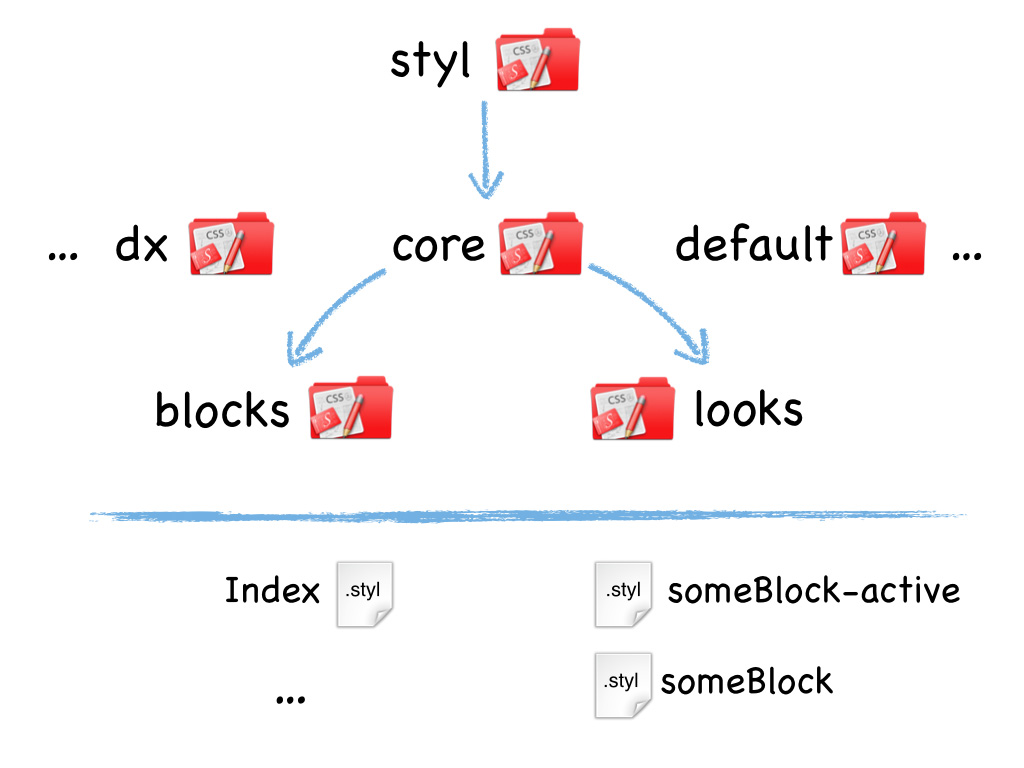 styl CSS S
... dx CSS S core CSS S default CSS S ...
blocks CSS S CSS S looks
Index .styl .styl someBlock-active
... .styl someBlock